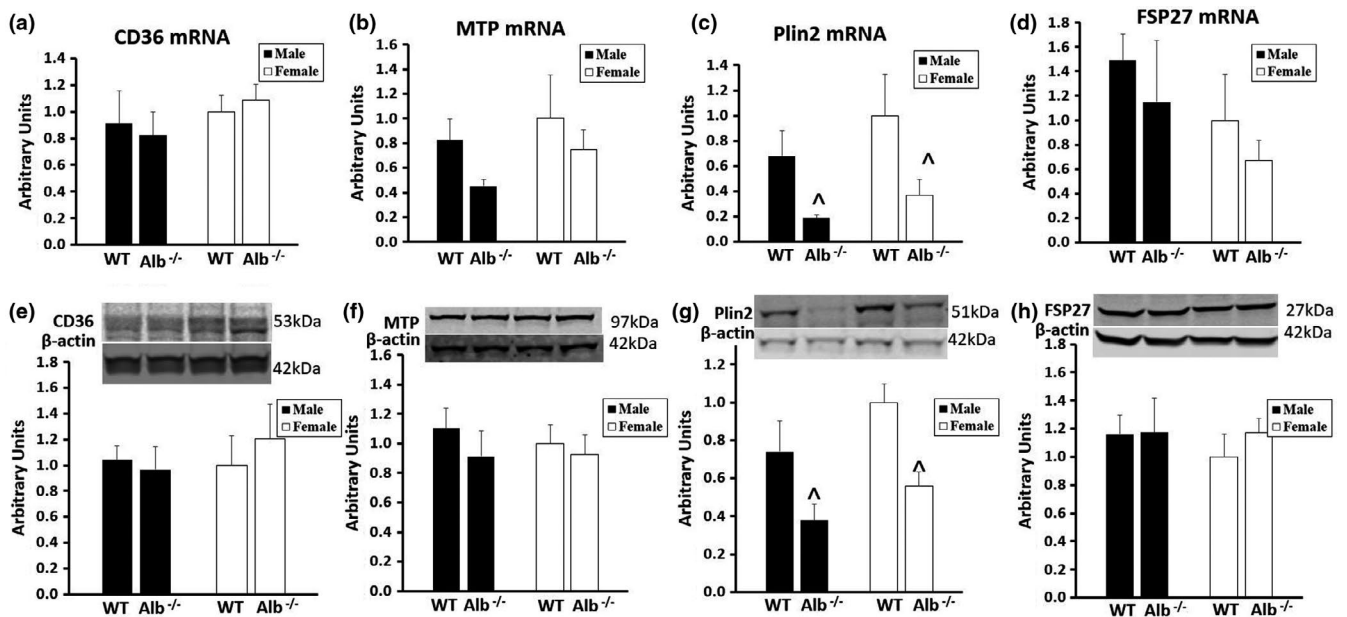 (a)
CD36 mRNA
Male
Female
Arbitrary Units
1.4
1.2
1.0
0.8
0.6
0.4
0.2
0.0
WT Alb-/- WT Alb-/-
(b)
MTP mRNA
Male
Female
Arbitrary Units
1.6
1.4
1.2
1.0
0.8
0.6
0.4
0.2
0.0
WT Alb-/- WT Alb-/-
(c)
Plin2 mRNA
Male
Female
Arbitrary Units
1.4
1.2
1.0
0.8
0.6
0.4
0.2
0.0
^
^
WT Alb-/- WT Alb-/-
(d)
FSP27 mRNA
Male
Female
Arbitrary Units
1.8
1.6
1.4
1.2
1.0
0.8
0.6
0.4
0.2
0.0
WT Alb-/- WT Alb-/-
(e)
CD36
53kDa
β-actin
42kDa
Male
Female
Arbitrary Units
1.8
1.6
1.4
1.2
1.0
0.8
0.6
0.4
0.2
0.0
WT Alb-/- WT Alb-/-
(f)
MTP
97kDa
β-actin
42kDa
Male
Female
Arbitrary Units
1.6
1.4
1.2
1.0
0.8
0.6
0.4
0.2
0.0
WT Alb-/- WT Alb-/-
(g)
Plin2
51kDa
β-actin
42kDa
Male
Female
Arbitrary Units
1.2
1.0
0.8
0.6
0.4
0.2
0.0
^
^
WT Alb-/- WT Alb-/-
(h)
FSP27
27kDa
β-actin
42kDa
Male
Female
Arbitrary Units
1.8
1.6
1.4
1.2
1.0
0.8
0.6
0.4
0.2
0.0
WT Alb-/- WT Alb-/-